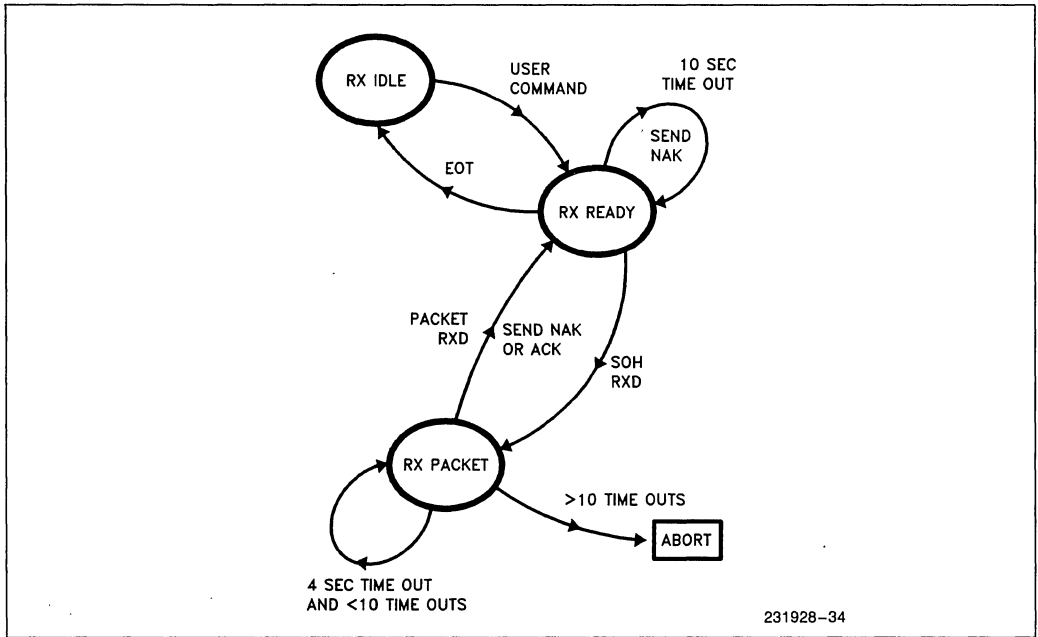 RX IDLE
USER
COMMAND
10 SEC
TIME OUT
SEND
NAK
EOT
RX READY
PACKET
RXD
SEND NAK
OR ACK
SOH
RXD
RX PACKET
>10 TIME OUTS
ABORT
4 SEC TIME OUT
AND <10 TIME OUTS
231928-34